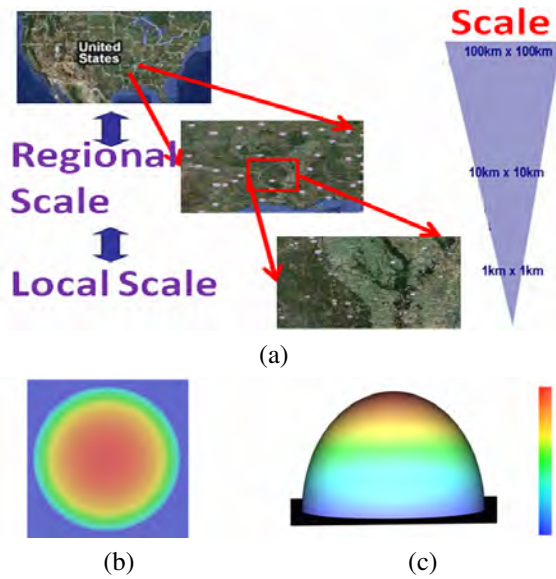 Scale
United
States
100km x 100km
Regional
Scale
10km x 10km
Local Scale
1km x 1km
(a)
(b)
(c)